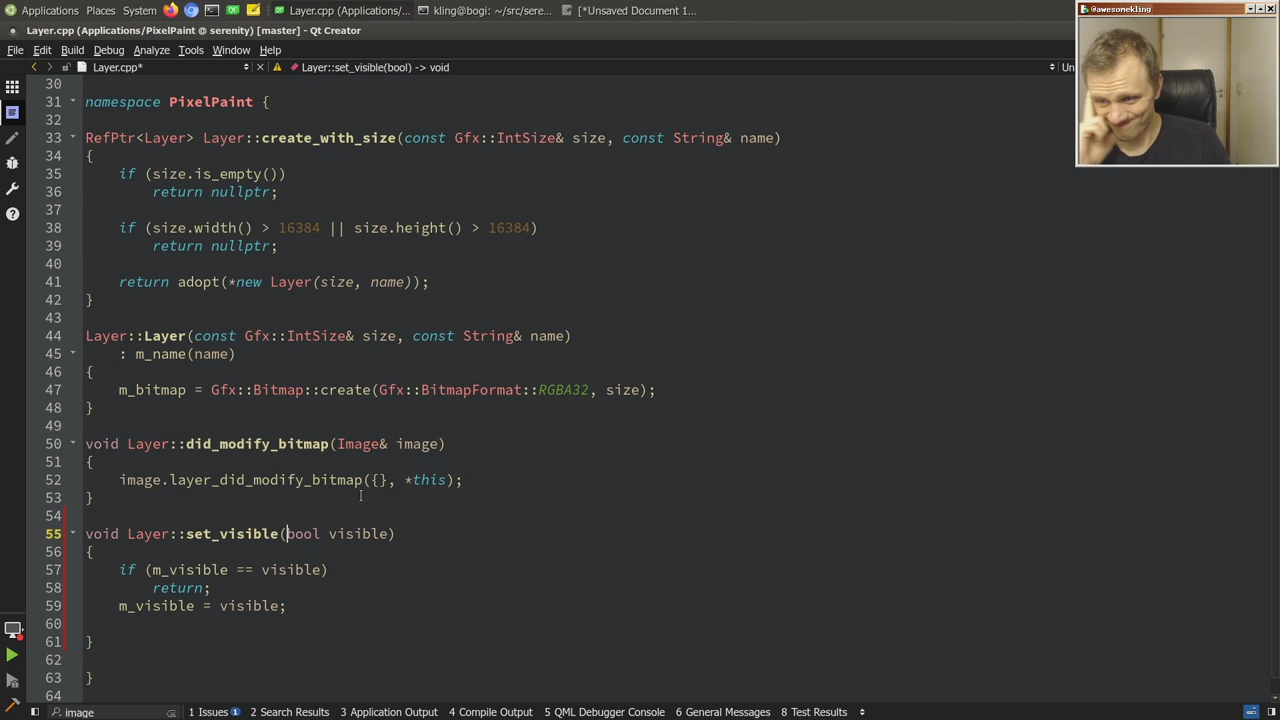 Applications Places System Layer.cpp (Applications/... kling@bogi: ~/src/sere... *[Unsaved Document 1...
@awesomekling
Layer.cpp (Applications/PixelPaint @ serenity) [master] - Qt Creator
File Edit Build Debug Analyze Tools Window Help
Layer.cpp* Layer::set_visible(bool) -> void Un
30
31 namespace PixelPaint {
32
33 RefPtr<Layer> Layer::create_with_size(const Gfx::IntSize& size, const String& name)
34 {
35 if (size.is_empty())
36 return nullptr;
37
38 if (size.width() > 16384 || size.height() > 16384)
39 return nullptr;
40
41 return adopt(*new Layer(size, name));
42 }
43
44 Layer::Layer(const Gfx::IntSize& size, const String& name)
45 : m_name(name)
46 {
47 m_bitmap = Gfx::Bitmap::create(Gfx::BitmapFormat::RGBA32, size);
48 }
49
50 void Layer::did_modify_bitmap(Image& image)
51 {
52 image.layer_did_modify_bitmap({}, *this);
53 }
54
55 void Layer::set_visible(bool visible)
56 {
57 if (m_visible == visible)
58 return;
59 m_visible = visible;
60
61 }
62
63 }
64
image 1 Issues 1 2 Search Results 3 Application Output 4 Compile Output 5 QML Debugger Console 6 General Messages 8 Test Results